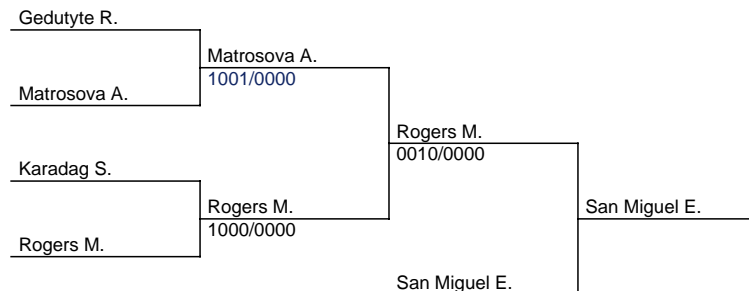 Gedutyte R.
Matrosova A.
1001/0000
Matrosova A.
Rogers M.
0010/0000
Karadag S.
Rogers M.
1000/0000
San Miguel E.
Rogers M.
San Miguel E.